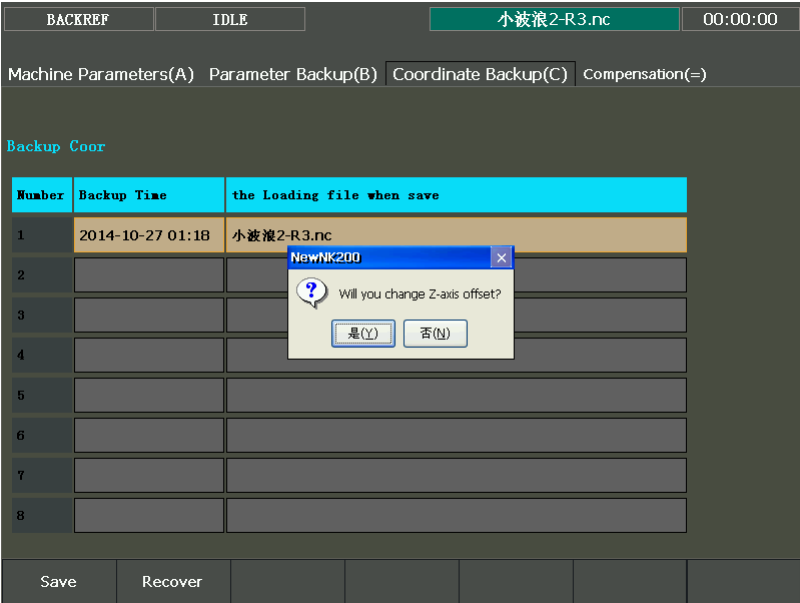 BACKREF IDLE 小波浪2-R3.nc 00:00:00
Machine Parameters(A) Parameter Backup(B) Coordinate Backup(C) Compensation(=)
Backup Coor
Number Backup Time the Loading file when save
1 2014-10-27 01:18 小波浪2-R3.nc
NewNK200
2
Will you change Z-axis offset?
3
是(Y) 否(N)
4
5
6
7
8
Save Recover